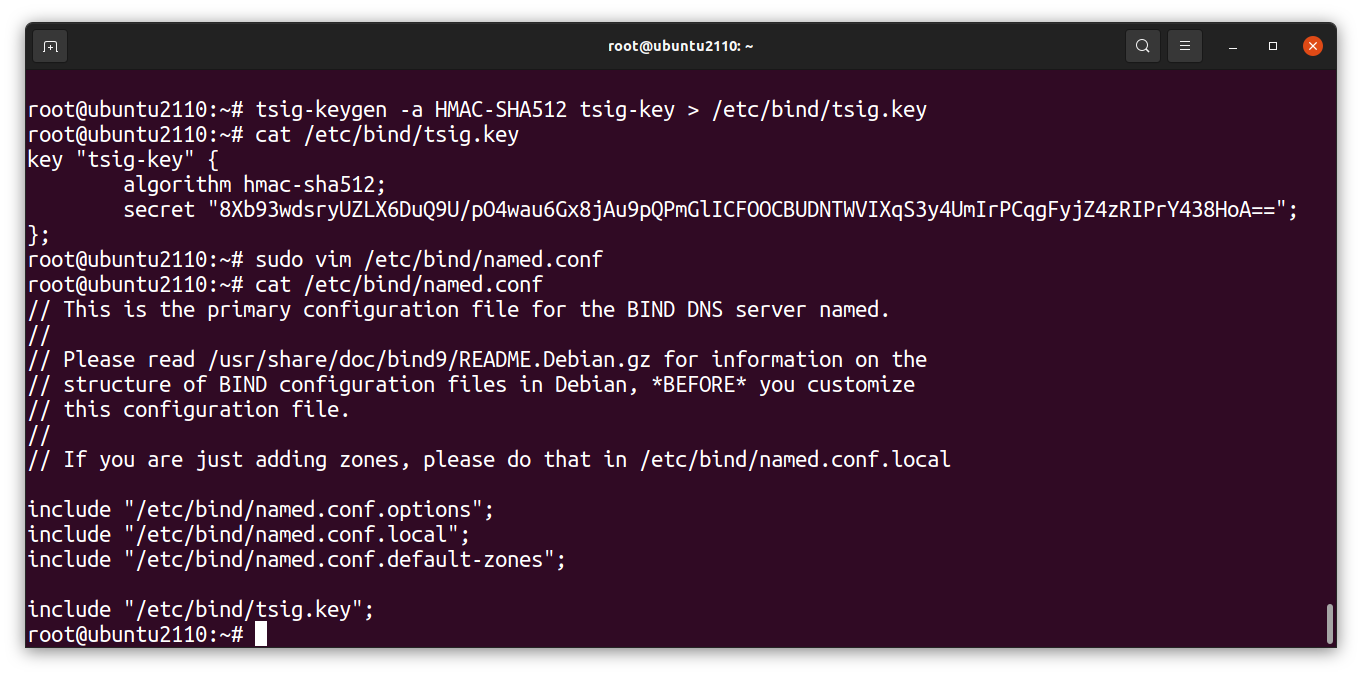 root@ubuntu2110: ~
root@ubuntu2110:~# tsig-keygen -a HMAC-SHA512 tsig-key > /etc/bind/tsig.key
root@ubuntu2110:~# cat /etc/bind/tsig.key
key "tsig-key" {
        algorithm hmac-sha512;
        secret "8Xb93wdsryUZLX6DuQ9U/pO4wau6Gx8jAu9pQPmGlICFOOCBUDNTWVIXqS3y4UmIrPCqgFyjZ4zRIPrY438HoA==";
};
root@ubuntu2110:~# sudo vim /etc/bind/named.conf
root@ubuntu2110:~# cat /etc/bind/named.conf
// This is the primary configuration file for the BIND DNS server named.
//
// Please read /usr/share/doc/bind9/README.Debian.gz for information on the
// structure of BIND configuration files in Debian, *BEFORE* you customize
// this configuration file.
//
// If you are just adding zones, please do that in /etc/bind/named.conf.local
include "/etc/bind/named.conf.options";
include "/etc/bind/named.conf.local";
include "/etc/bind/named.conf.default-zones";
include "/etc/bind/tsig.key";
root@ubuntu2110:~#